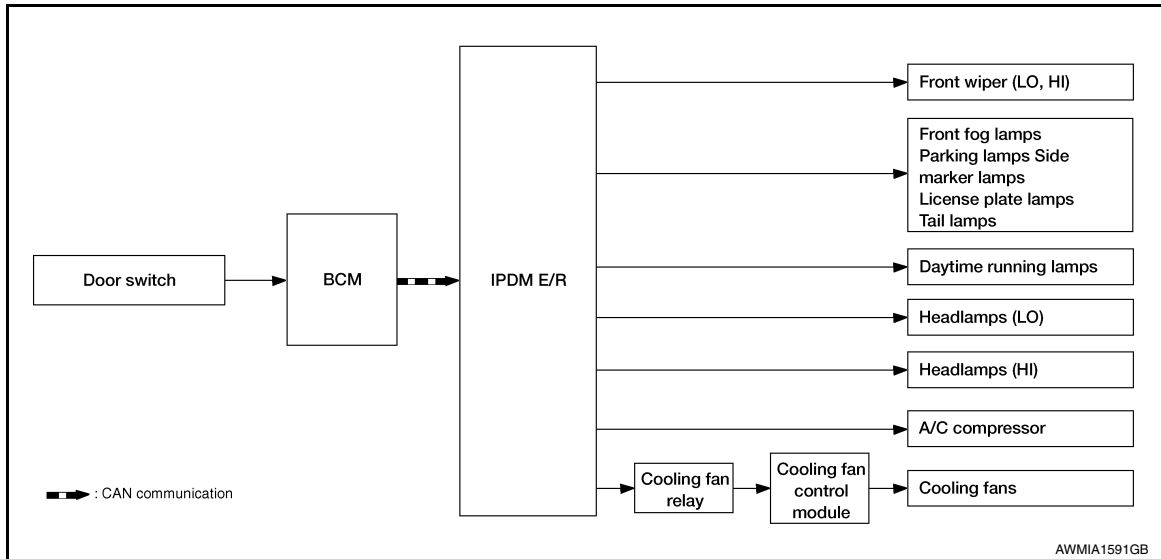 Door switch
BCM
IPDM E/R
Front wiper (LO, HI)
Front fog lamps
Parking lamps Side
marker lamps
License plate lamps
Tail lamps
Daytime running lamps
Headlamps (LO)
Headlamps (HI)
A/C compressor
Cooling fan
relay
Cooling fan
control
module
Cooling fans
: CAN communication
AWMIA1591GB